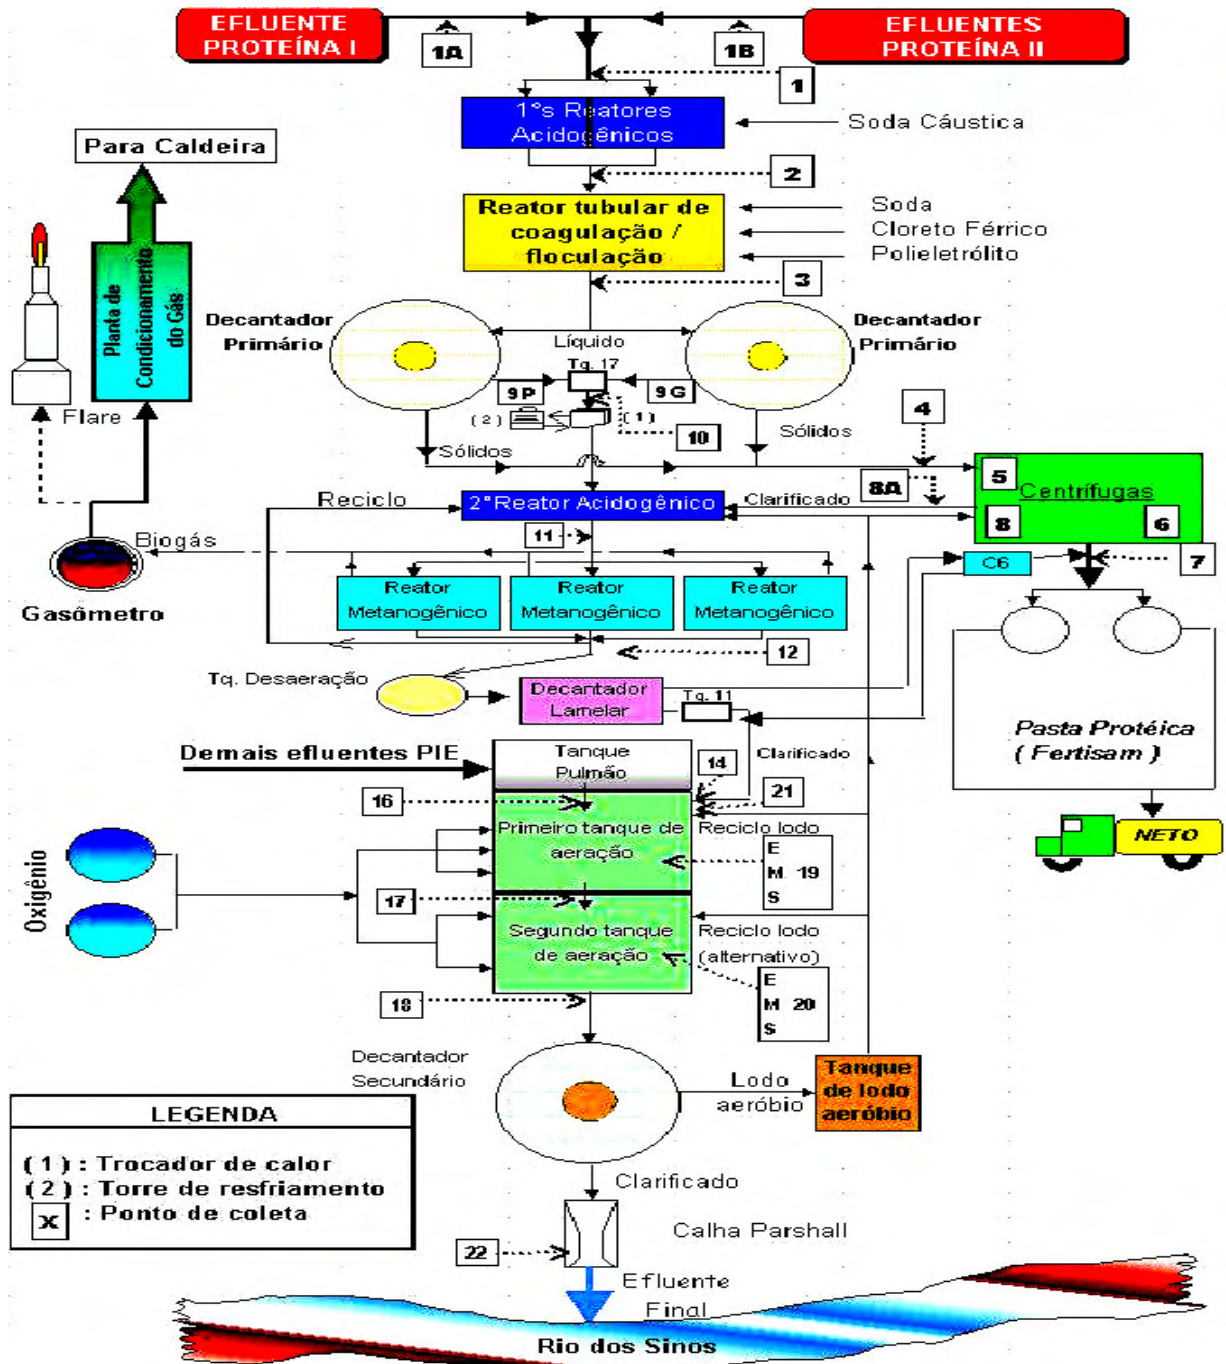 EFLUENTE
PROTEÍNA I
EFLUENTES
PROTEÍNA II
1A
1B
1
1ºs Reatores
Acidogênicos
Soda Cáustica
2
Para Caldeira
Reator tubular de
coagulação /
floculação
Soda
Cloreto Férrico
Polieletrólito
3
Planta de
Condicionamento
do Gás
Decantador
Primário
Líquido
Decantador
Primário
Tq. 17
9P
9G
Flare
(2)
(1)
10
4
Sólidos
Sólidos
5
Centrífugas
8A
Reciclo
2ºReator Acidogênico
Clarificado
8
6
11
Biogás
7
C6
Gasômetro
Reator
Metanogênico
Reator
Metanogênico
Reator
Metanogênico
12
Tq. Desaeração
Decantador
Lamelar
Tq. 11
Pasta Protéica
( Fertisam )
Demais efluentes PIE
Tanque
Pulmão
Clarificado
14
16
21
Oxigênio
Primeiro tanque de
aeração
Reciclo lodo
E
M 19
S
NETO
17
Segundo tanque
de aeração
Reciclo lodo
(alternativo)
E
M 20
S
18
Decantador
Secundário
Lodo
aeróbio
Tanque
de lodo
aeróbio
LEGENDA
(1) : Trocador de calor
(2) : Torre de resfriamento
X : Ponto de coleta
Clarificado
Calha Parshall
22
Efluente
Final
Rio dos Sinos